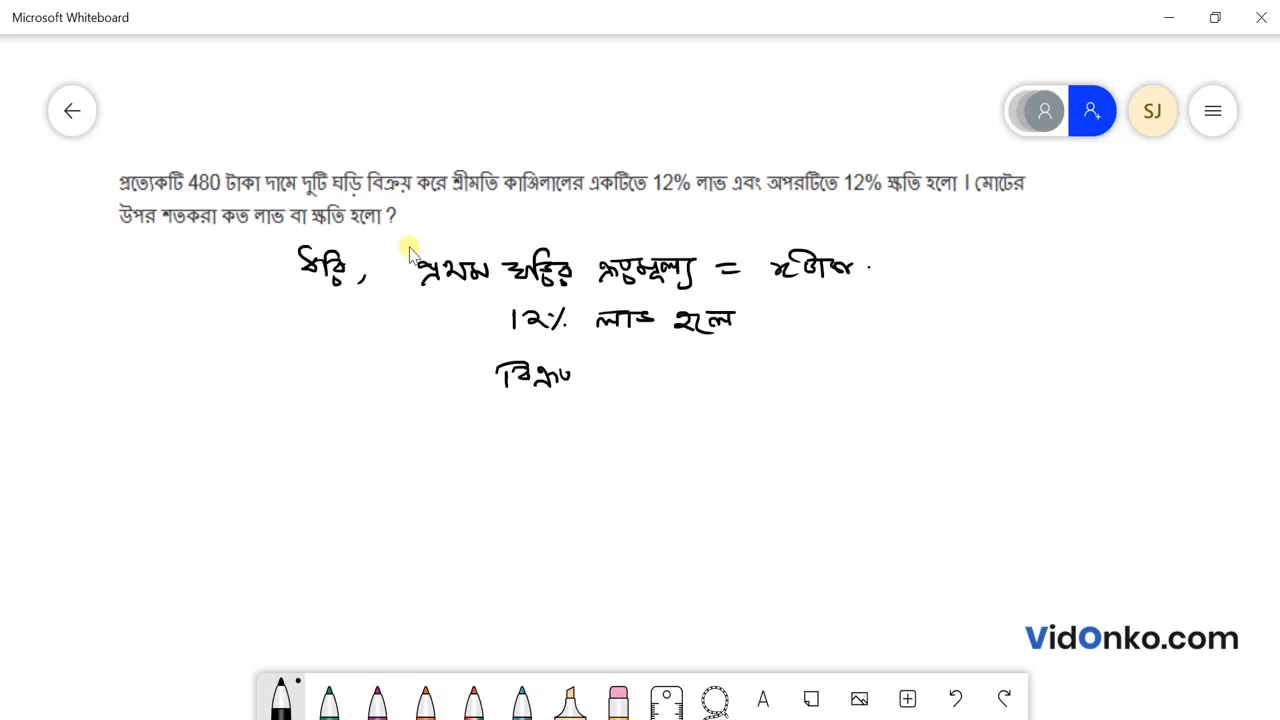 Microsoft Whiteboard
SJ
প্রত্যেকটি 480 টাকা দামে দুটি ঘড়ি বিক্রয় করে শ্রীমতি কাঞ্জিলালের একটিতে 12% লাভ এবং অপরটিতে 12% ক্ষতি হলো । মোটের
উপর শতকরা কত লাভ বা ক্ষতি হলো ?
ধরি, প্রথম ঘড়ির ক্রয়মূল্য =
12% লাভ হলে
বিক্রয়
VidOnko.com
A